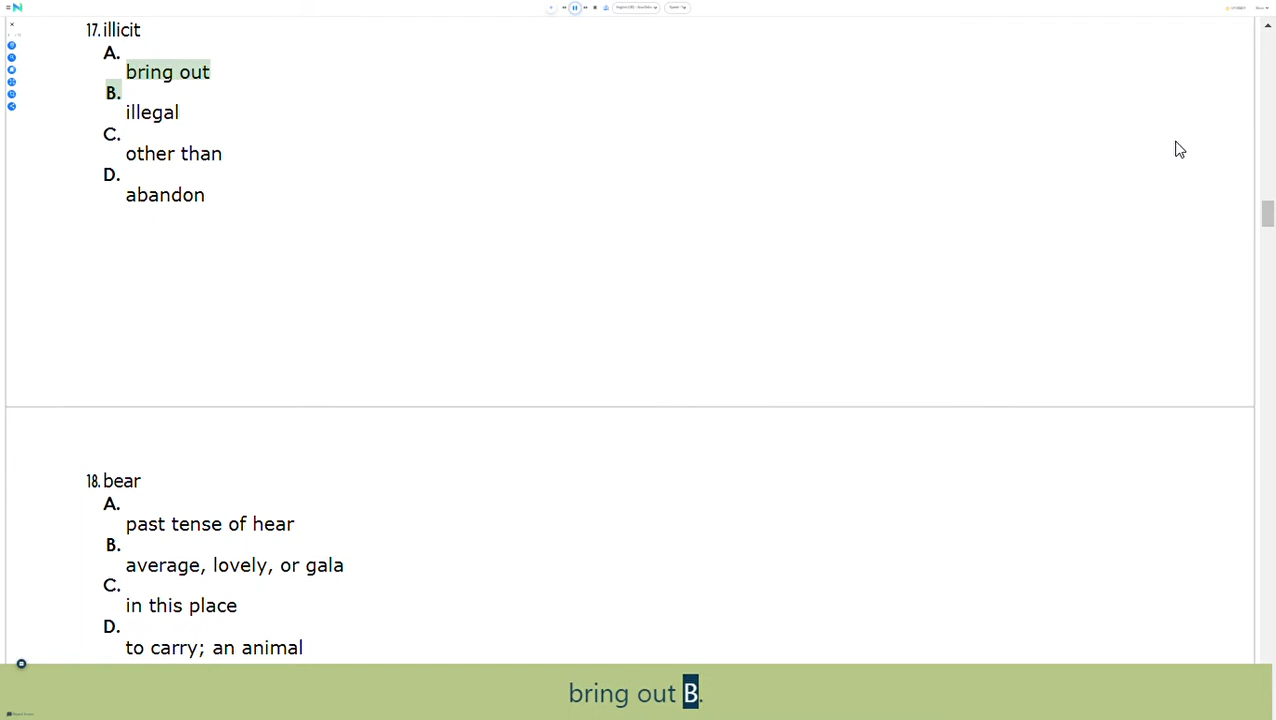 17. illicit
A.
bring out
B.
illegal
C.
other than
D.
abandon
18. bear
A.
past tense of hear
B.
average, lovely, or gala
C.
in this place
D.
to carry; an animal
bring out B.